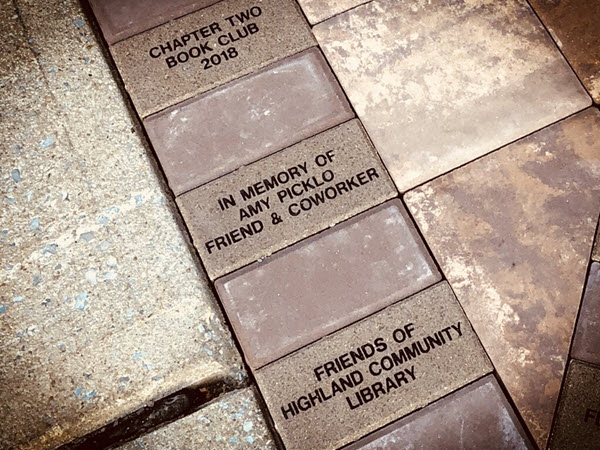 CHAPTER TWO
BOOK CLUB
2018
IN MEMORY OF
AMY PICKLO
FRIEND & COWORKER
FRIENDS OF
HIGHLAND COMMUNITY
LIBRARY